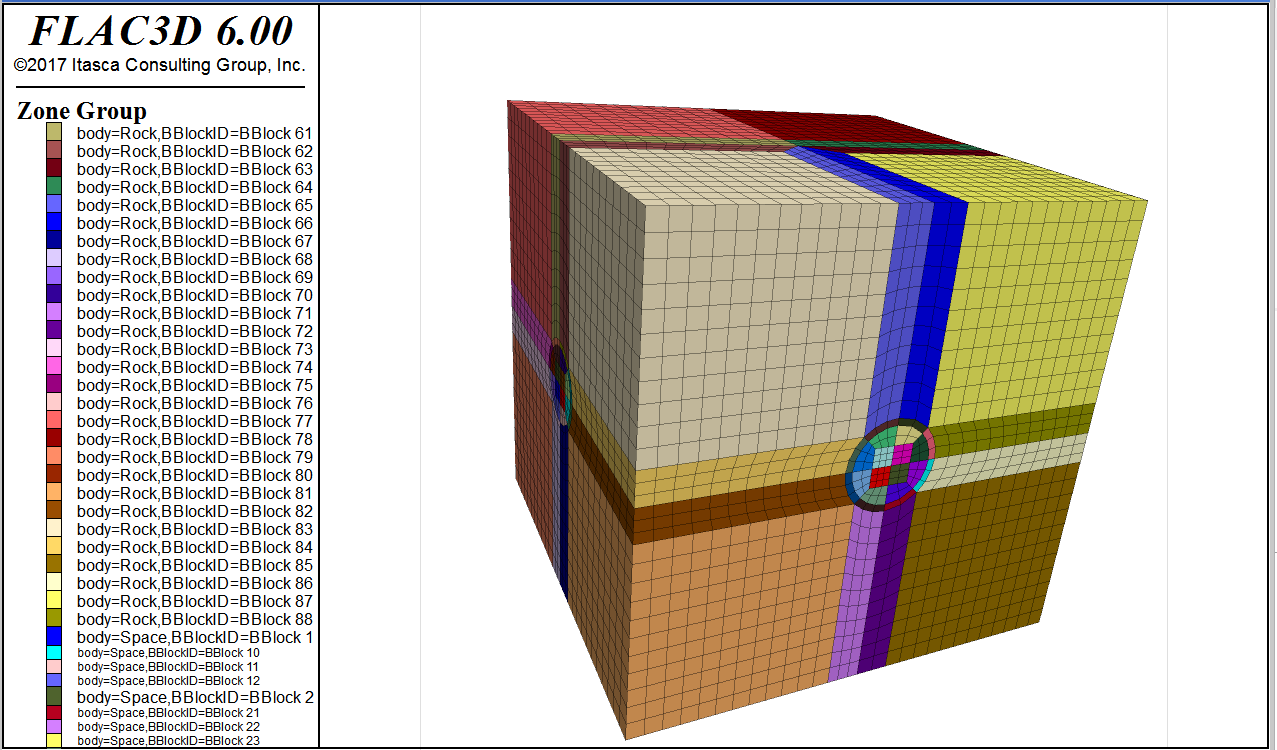 FLAC3D 6.00
©2017 Itasca Consulting Group, Inc.
Zone Group
body=Rock,BBlockID=BBlock 61
body=Rock,BBlockID=BBlock 62
body=Rock,BBlockID=BBlock 63
body=Rock,BBlockID=BBlock 64
body=Rock,BBlockID=BBlock 65
body=Rock,BBlockID=BBlock 66
body=Rock,BBlockID=BBlock 67
body=Rock,BBlockID=BBlock 68
body=Rock,BBlockID=BBlock 69
body=Rock,BBlockID=BBlock 70
body=Rock,BBlockID=BBlock 71
body=Rock,BBlockID=BBlock 72
body=Rock,BBlockID=BBlock 73
body=Rock,BBlockID=BBlock 74
body=Rock,BBlockID=BBlock 75
body=Rock,BBlockID=BBlock 76
body=Rock,BBlockID=BBlock 77
body=Rock,BBlockID=BBlock 78
body=Rock,BBlockID=BBlock 79
body=Rock,BBlockID=BBlock 80
body=Rock,BBlockID=BBlock 81
body=Rock,BBlockID=BBlock 82
body=Rock,BBlockID=BBlock 83
body=Rock,BBlockID=BBlock 84
body=Rock,BBlockID=BBlock 85
body=Rock,BBlockID=BBlock 86
body=Rock,BBlockID=BBlock 87
body=Rock,BBlockID=BBlock 88
body=Space,BBlockID=BBlock 1
body=Space,BBlockID=BBlock 10
body=Space,BBlockID=BBlock 11
body=Space,BBlockID=BBlock 12
body=Space,BBlockID=BBlock 2
body=Space,BBlockID=BBlock 21
body=Space,BBlockID=BBlock 22
body=Space,BBlockID=BBlock 23